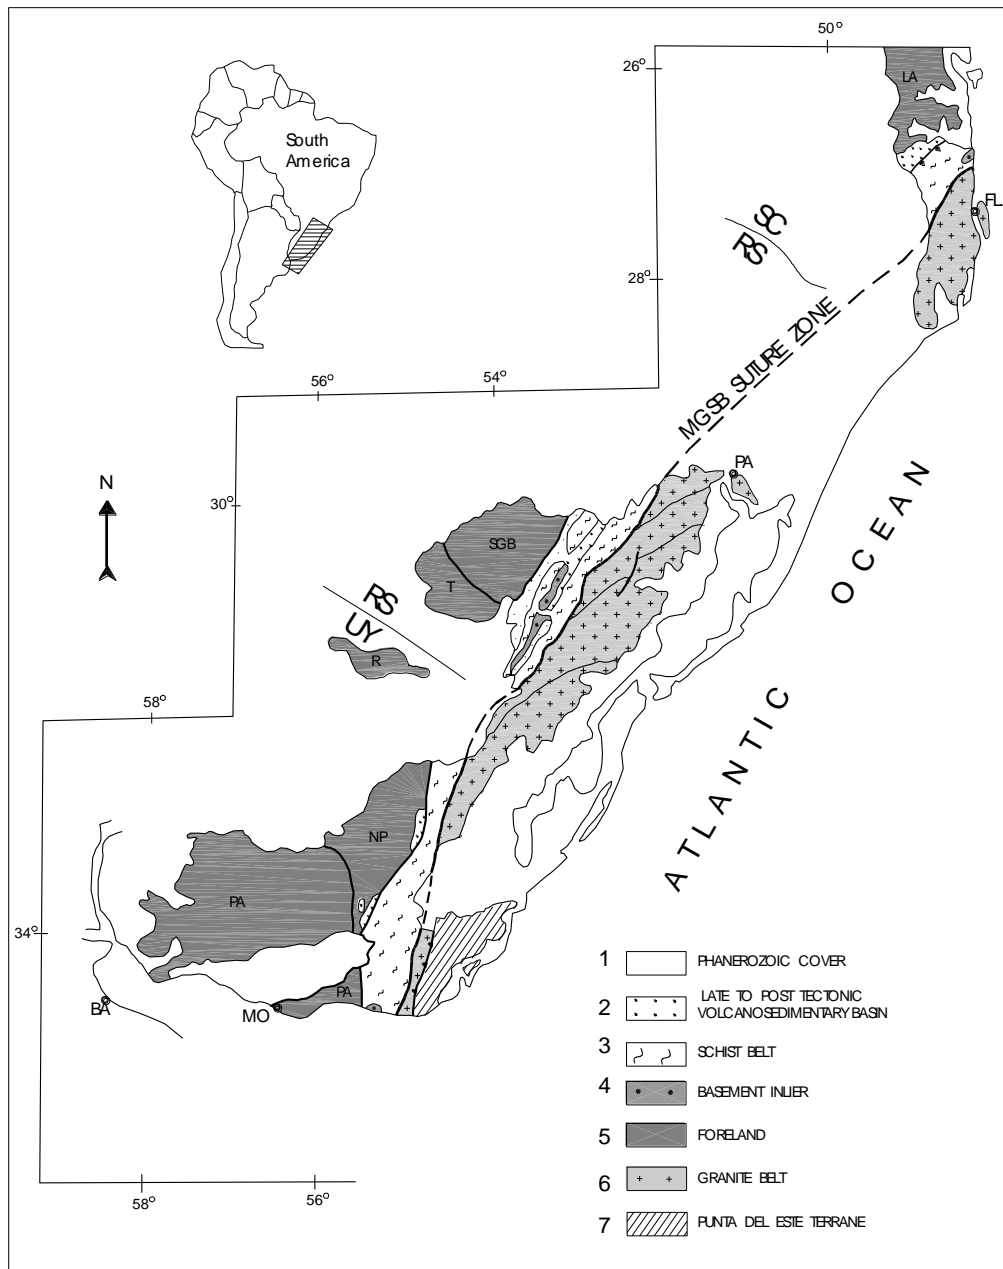 50°
26°
LA
South
America
FL
SC
RS
28°
MGSB SUTURE ZONE
56°
54°
PA
N
30°
SGB
T
RS
UY
R
ATLANTIC OCEAN
58°
NP
PA
34°
PA
BA
MO
1 PHANEROZOIC COVER
2 LATE TO POST TECTONIC
VOLCANOSEDIMENTARY BASIN
3 SCHIST BELT
4 BASEMENT INLIER
5 FORELAND
6 GRANITE BELT
7 PUNTA DEL ESTE TERRANE
58°
56°